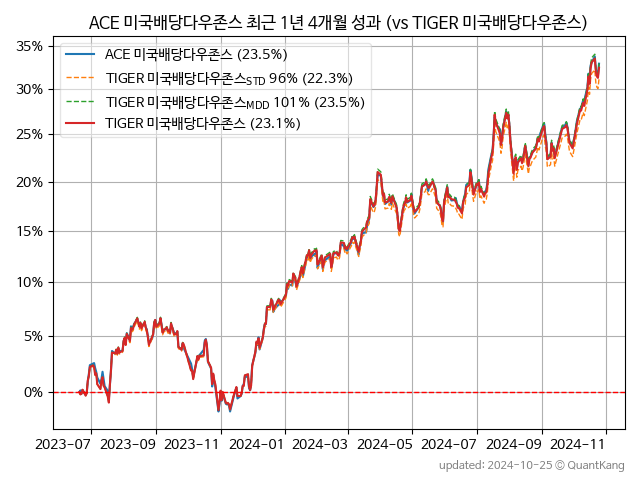 ACE 미국배당다우존스 최근 1년 4개월 성과 (vs TIGER 미국배당다우존스)
35%
30%
25%
20%
15%
10%
5%
0%
ACE 미국배당다우존스 (23.5%)
TIGER 미국배당다우존스STD 96% (22.3%)
TIGER 미국배당다우존스MDD 101% (23.5%)
TIGER 미국배당다우존스 (23.1%)
2023-07 2023-09 2023-11 2024-01 2024-03 2024-05 2024-07 2024-09 2024-11
updated: 2024-10-25 © QuantKang